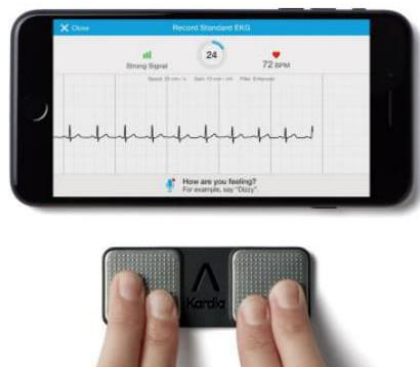 X Close
Record Standard EKG
Strong Signal
24
72 BPM
How are you feeling?
For example, say "Dizzy".
Kardia